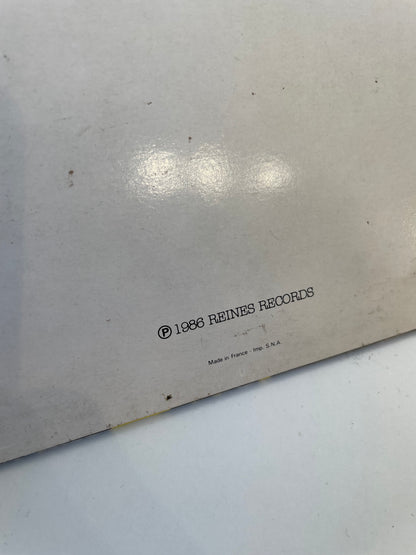 ℗ 1986 REINES RECORDS
Made in France - Imp. S.N.A.